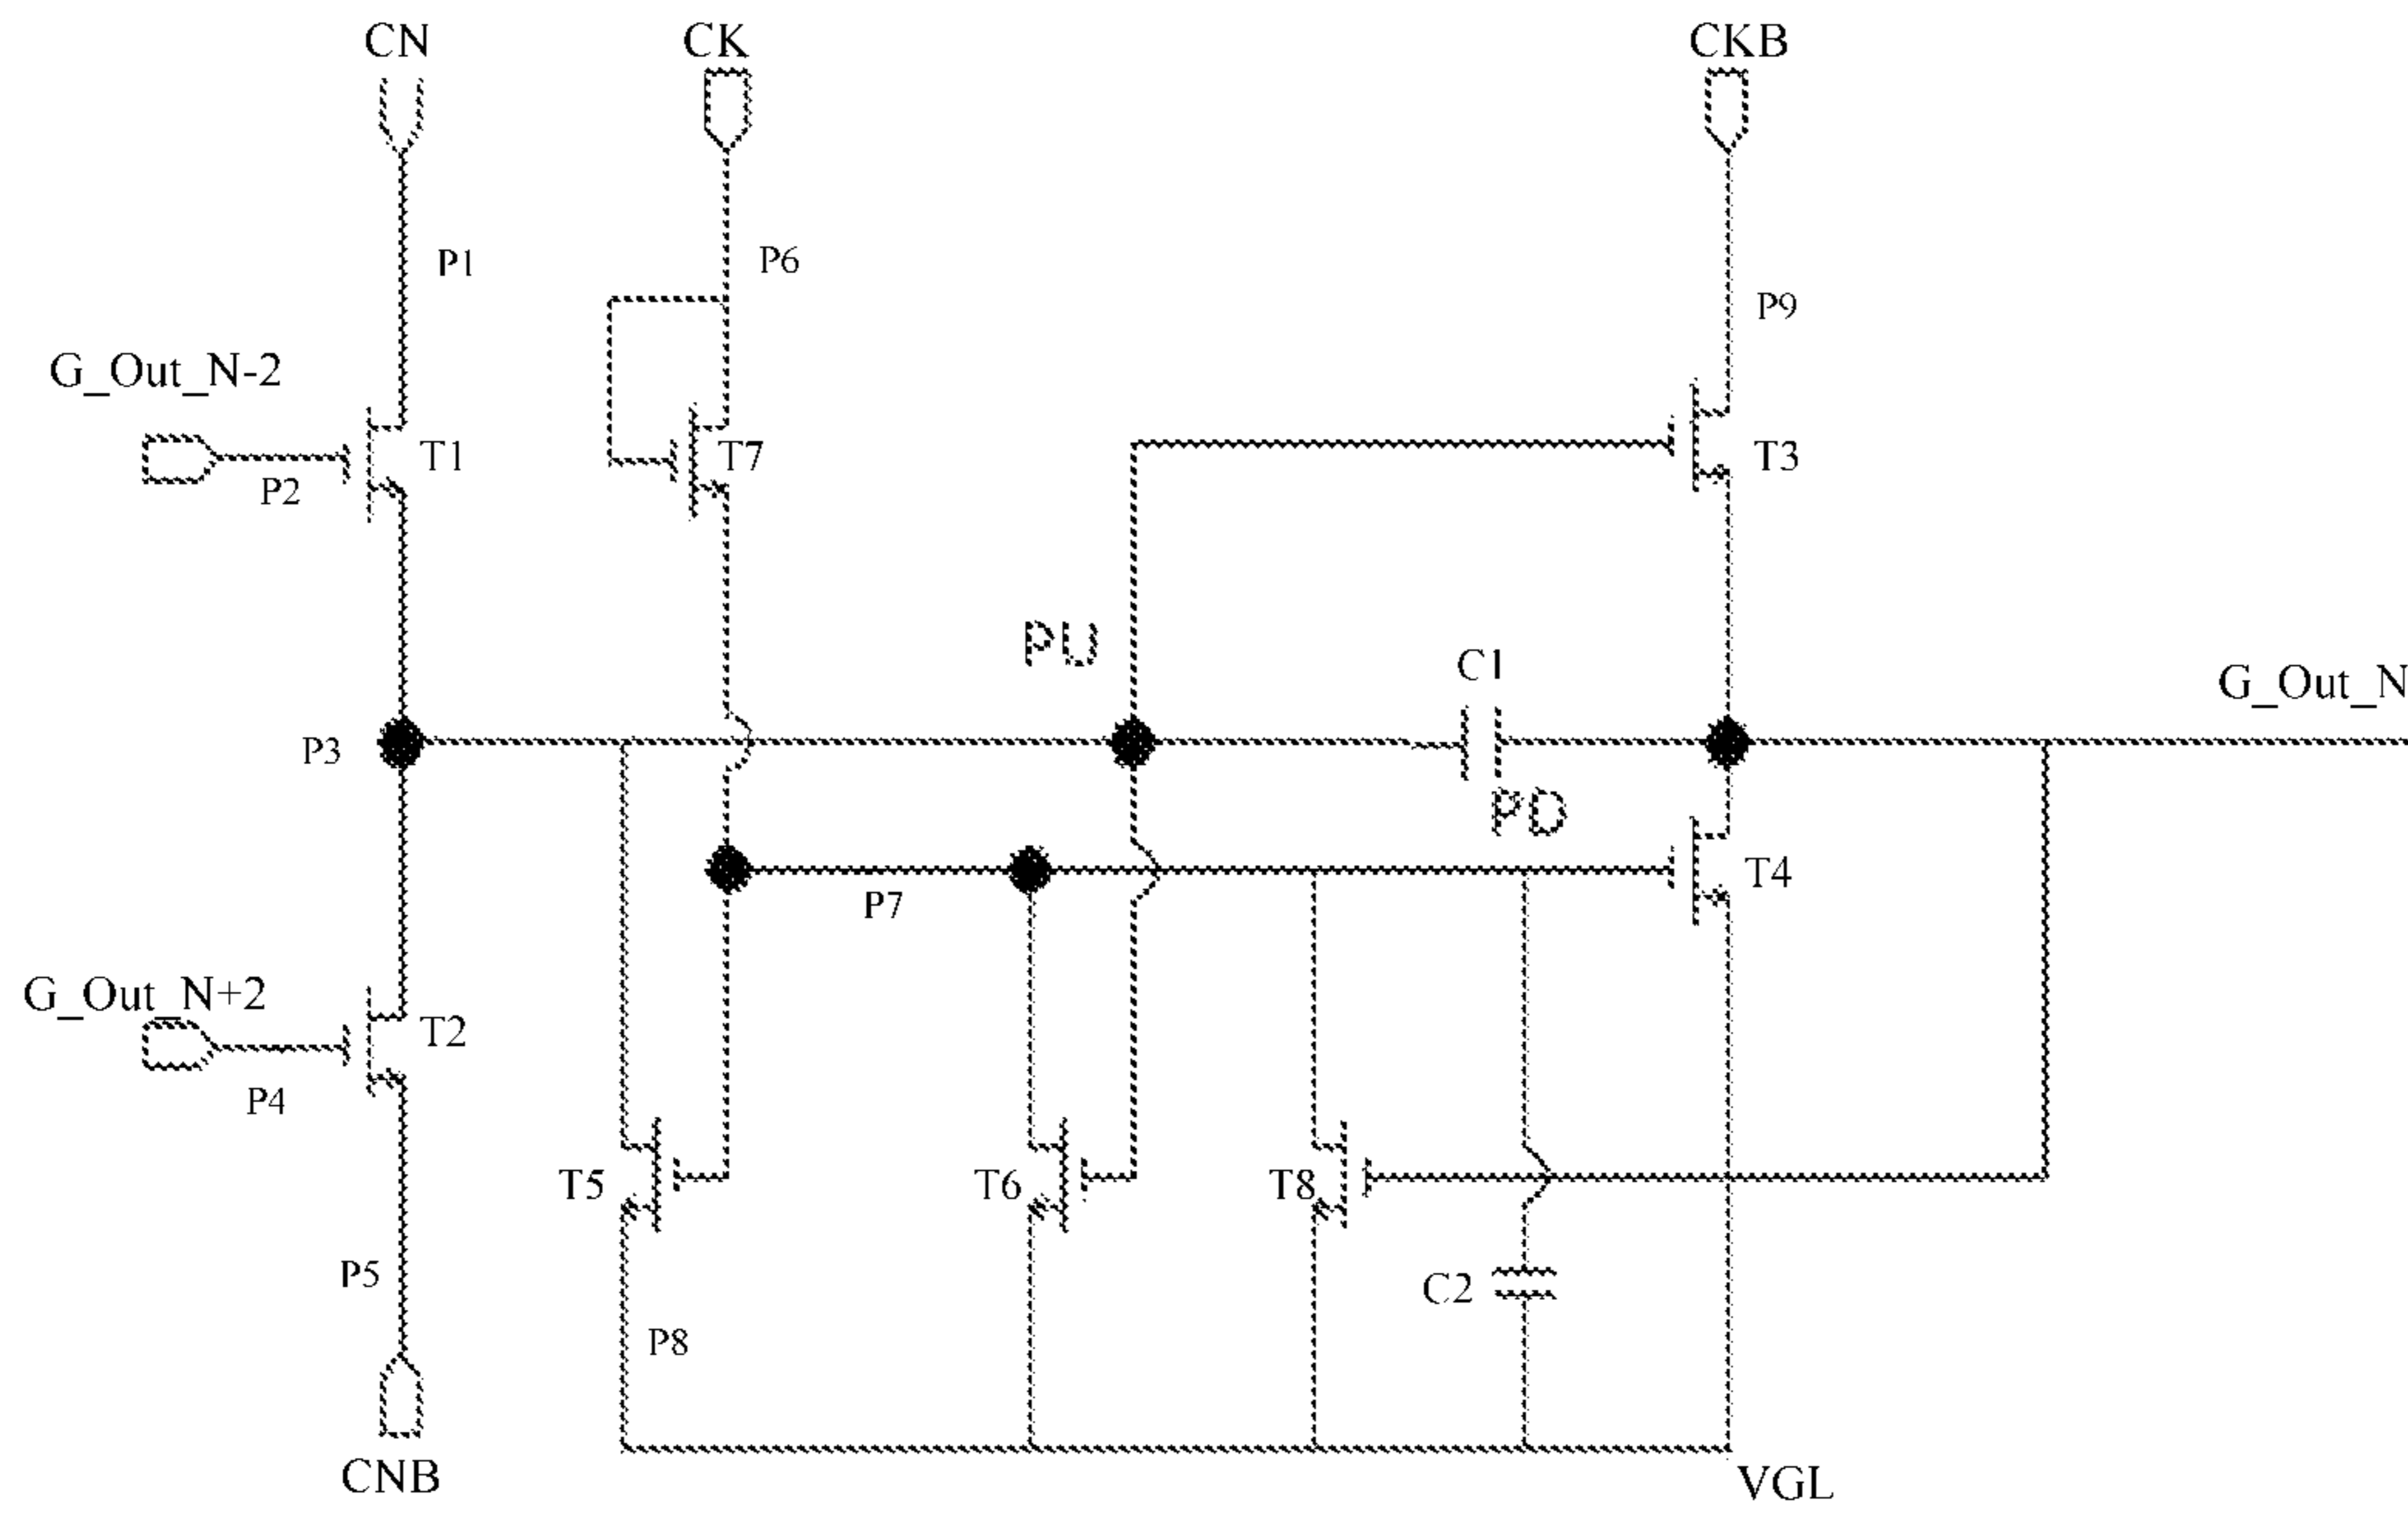 CN
CK
CKB
P1
P6
P9
G_Out_N-2
T1
T7
T3
P2
PU
C1
G_Out_N
P3
PD
T4
P7
G_Out_N+2
T2
P4
T5
T6
T8
P5
C2
P8
CNB
VGL